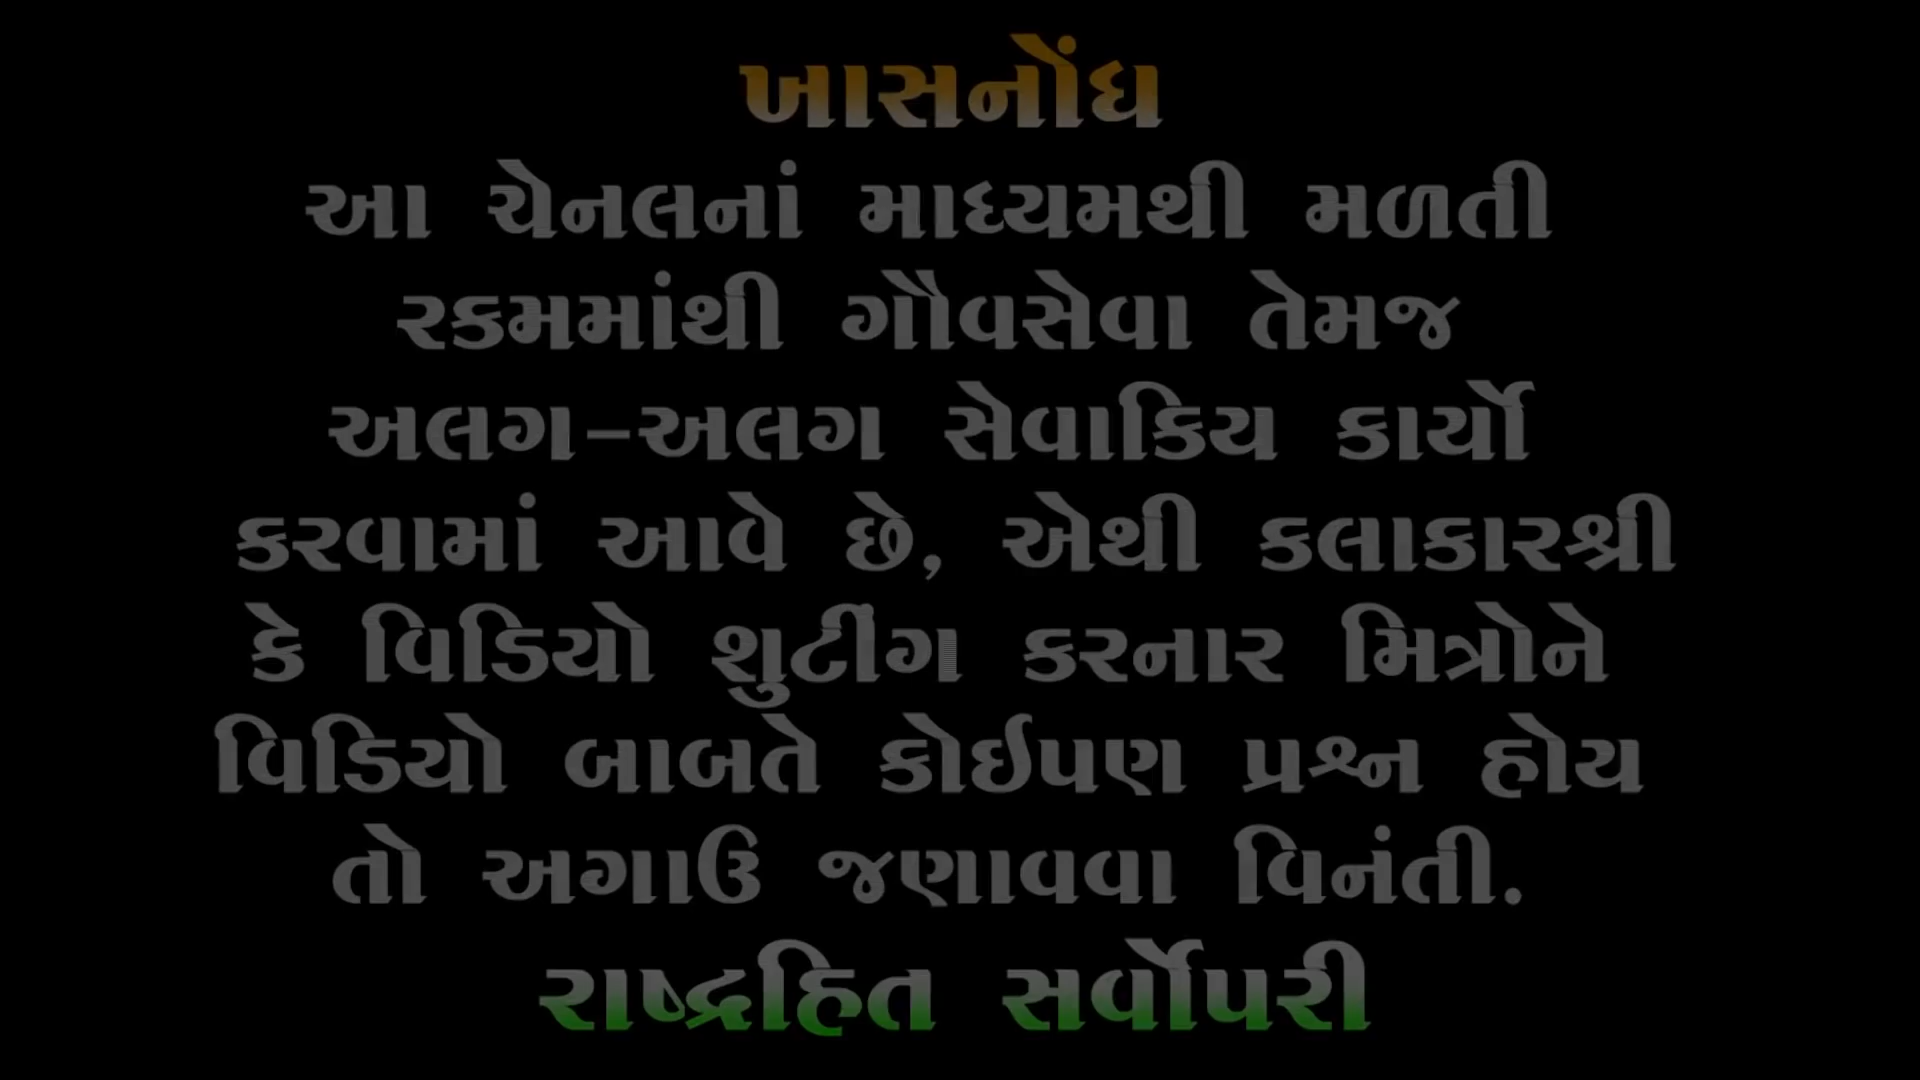 ખાસનોંધ
આ ચેનલનાં માધ્યમથી મળતી
રકમમાંથી ગૌવસેવા તેમજ
અલગ-અલગ સેવાકિય કાર્યો
કરવામાં આવે છે, એથી કલાકારશ્રી
કે વિડિયો શુટીંગ કરનાર મિત્રોને
વિડિયો બાબતે કોઈપણ પ્રશ્ન હોય
તો અગાઉ જણાવવા વિનંતી.
રાષ્દ્રહિત સર્વોપરી